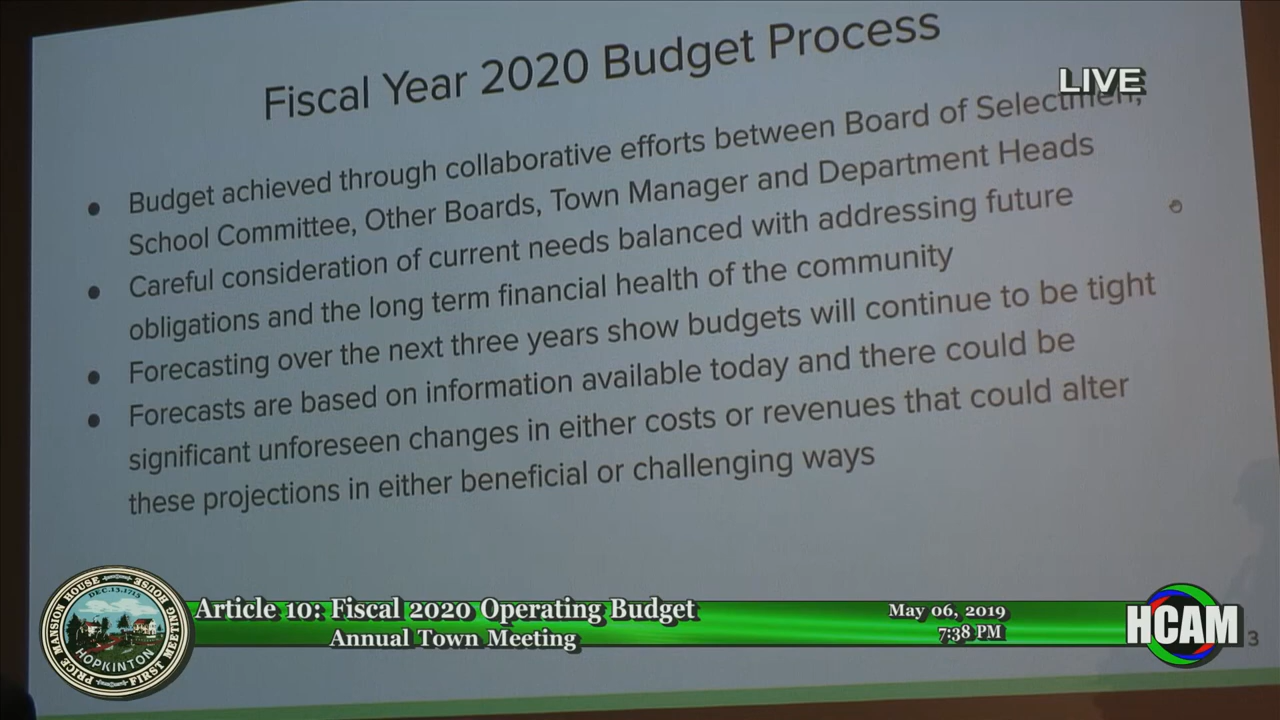 Fiscal Year 2020 Budget Process
LIVE
● Budget achieved through collaborative efforts between Board of Selectmen,
School Committee, Other Boards, Town Manager and Department Heads
● Careful consideration of current needs balanced with addressing future
obligations and the long term financial health of the community
● Forecasting over the next three years show budgets will continue to be tight
● Forecasts are based on information available today and there could be
significant unforeseen changes in either costs or revenues that could alter
these projections in either beneficial or challenging ways
PRICE MANSION HOUSE
FIRST MEETING HOUSE
DEC.13.1715
HOPKINTON
Article 10: Fiscal 2020 Operating Budget
Annual Town Meeting
May 06, 2019
7:38 PM
HCAM
3